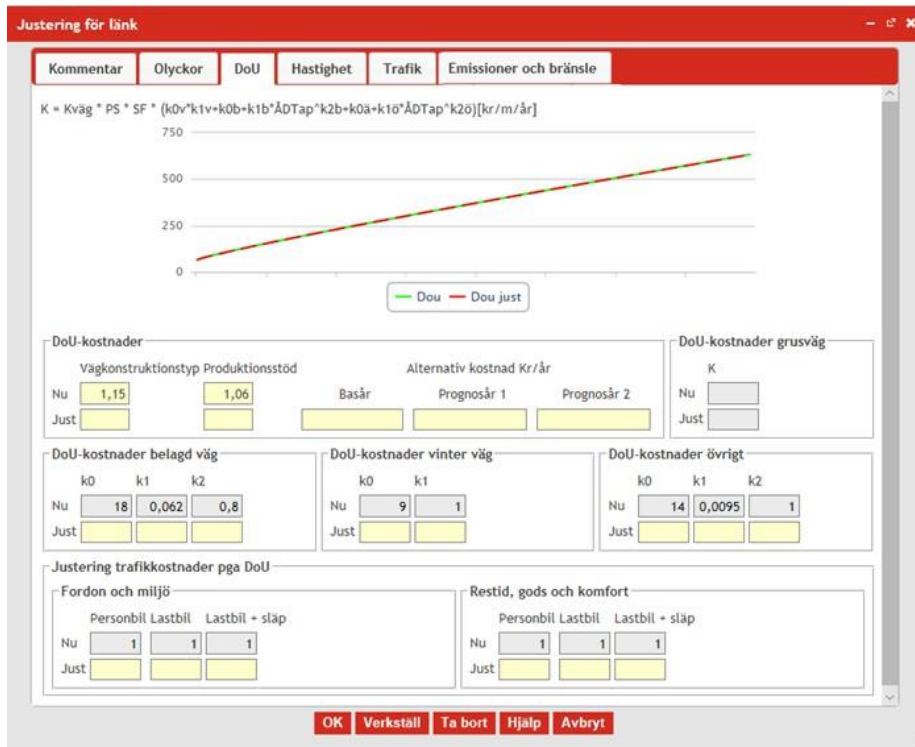 Justering för länk
Kommentar Olyckor DoU Hastighet Trafik Emissioner och bränsle
K = Kväg * PS * SF * (k0v*k1v+k0b+k1b*ÅDTap^k2b+k0ä+k1ö*ÅDTap^k2ö)[kr/m/år]
750
500
250
0
Dou Dou just
DoU-kostnader
Vägkonstruktionstyp Produktionsstöd Alternativ kostnad Kr/år
Nu 1,15 1,06 Basår Prognosår 1 Prognosår 2
Just
DoU-kostnader grusväg
K
Nu
Just
DoU-kostnader belagd väg
k0 k1 k2
Nu 18 0,062 0,8
Just
DoU-kostnader vinter väg
k0 k1
Nu 9 1
Just
DoU-kostnader övrigt
k0 k1 k2
Nu 14 0,0095 1
Just
Justering trafikkostnader pga DoU
Fordon och miljö
Personbil Lastbil Lastbil + släp
Nu 1 1 1
Just
Restid, gods och komfort
Personbil Lastbil Lastbil + släp
Nu 1 1 1
Just
OK Verkställ Ta bort Hjälp Avbryt